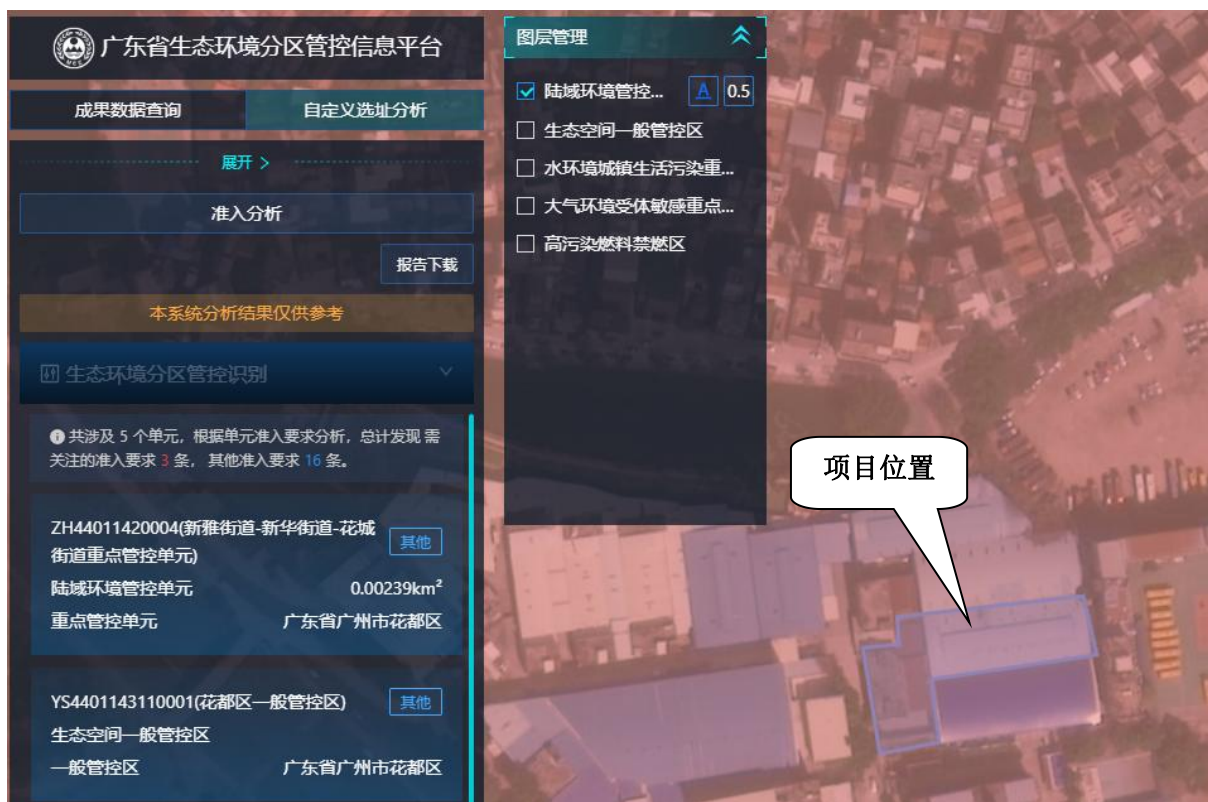 广东省生态环境分区管控信息平台
成果数据查询
自定义选址分析
展开 >
准入分析
报告下载
本系统分析结果仅供参考
生态环境分区管控识别
共涉及 5 个单元，根据单元准入要求分析，总计发现 需
关注的准入要求 3 条， 其他准入要求 16 条。
ZH44011420004(新雅街道-新华街道-花城
街道重点管控单元)
其他
陆域环境管控单元 0.00239km²
重点管控单元 广东省广州市花都区
YS4401143110001(花都区一般管控区) 其他
生态空间一般管控区
一般管控区 广东省广州市花都区
图层管理
陆域环境管控... A 0.5
生态空间一般管控区
水环境城镇生活污染重...
大气环境受体敏感重点...
高污染燃料禁燃区
项目位置